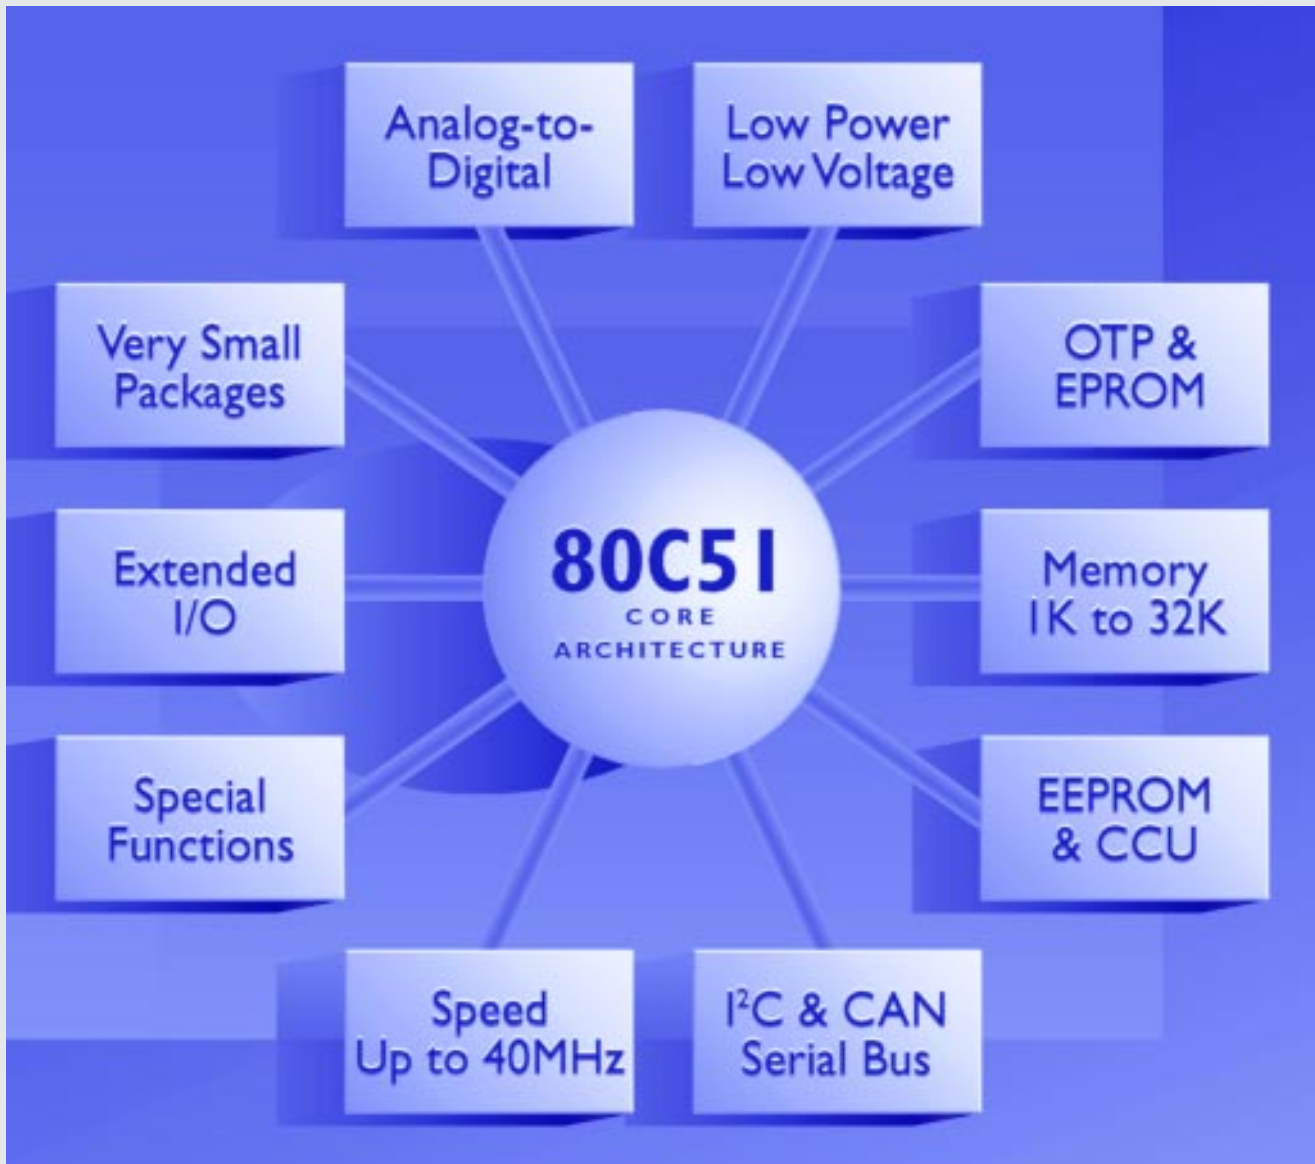 Analog-to-
Digital
Low Power
Low Voltage
Very Small
Packages
OTP &
EPROM
Extended
I/O
80C51
CORE
ARCHITECTURE
Memory
1K to 32K
Special
Functions
EEPROM
& CCU
Speed
Up to 40MHz
I²C & CAN
Serial Bus